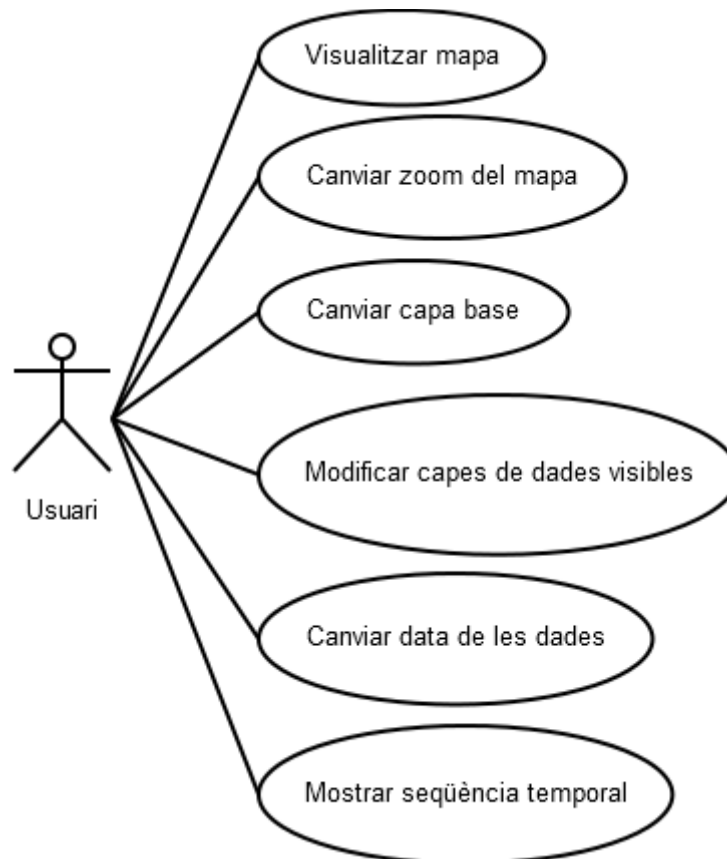 Visualitzar mapa
Canviar zoom del mapa
Canviar capa base
Modificar capes de dades visibles
Usuari
Canviar data de les dades
Mostrar seqüència temporal